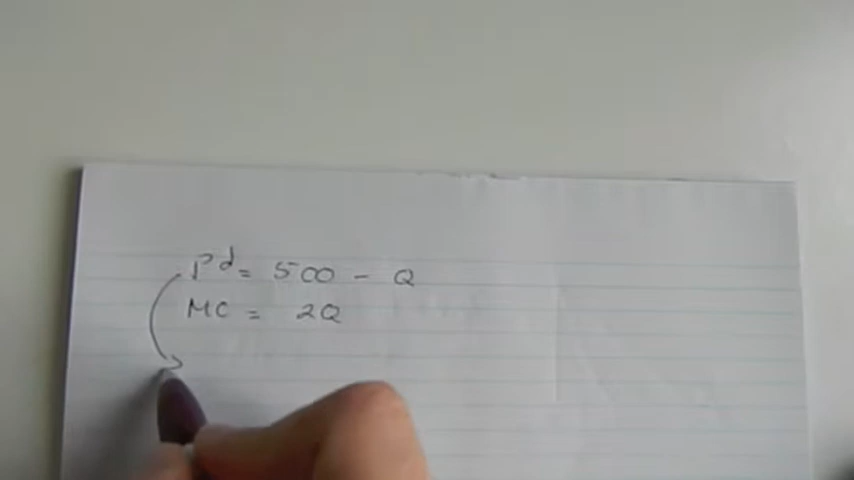 Pd = 500 - Q
MC = 2Q